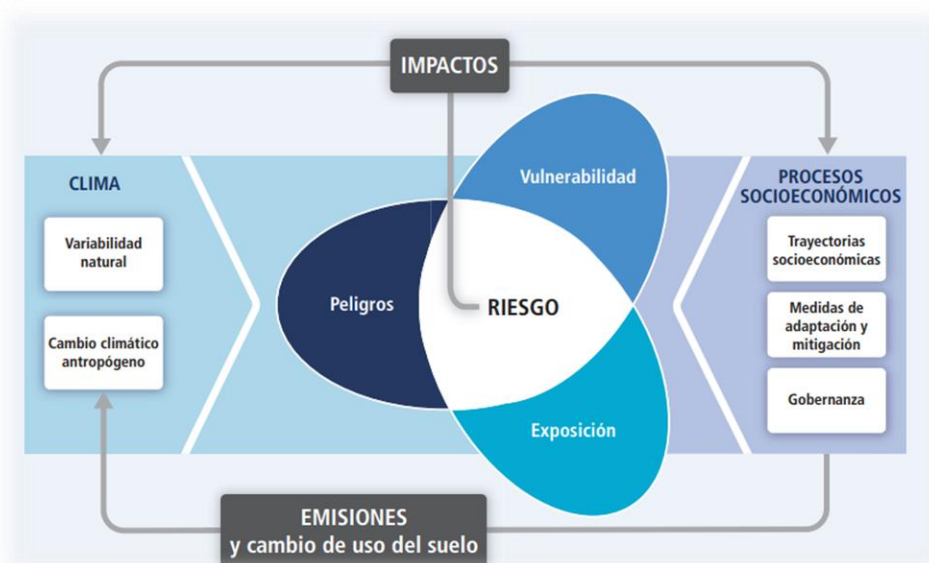 IMPACTOS
CLIMA
Variabilidad
natural
Cambio climático
antropógeno
Peligros
Vulnerabilidad
RIESGO
Exposición
PROCESOS
SOCIOECONÓMICOS
Trayectorias
socioeconómicas
Medidas de
adaptación y
mitigación
Gobernanza
EMISIONES
y cambio de uso del suelo